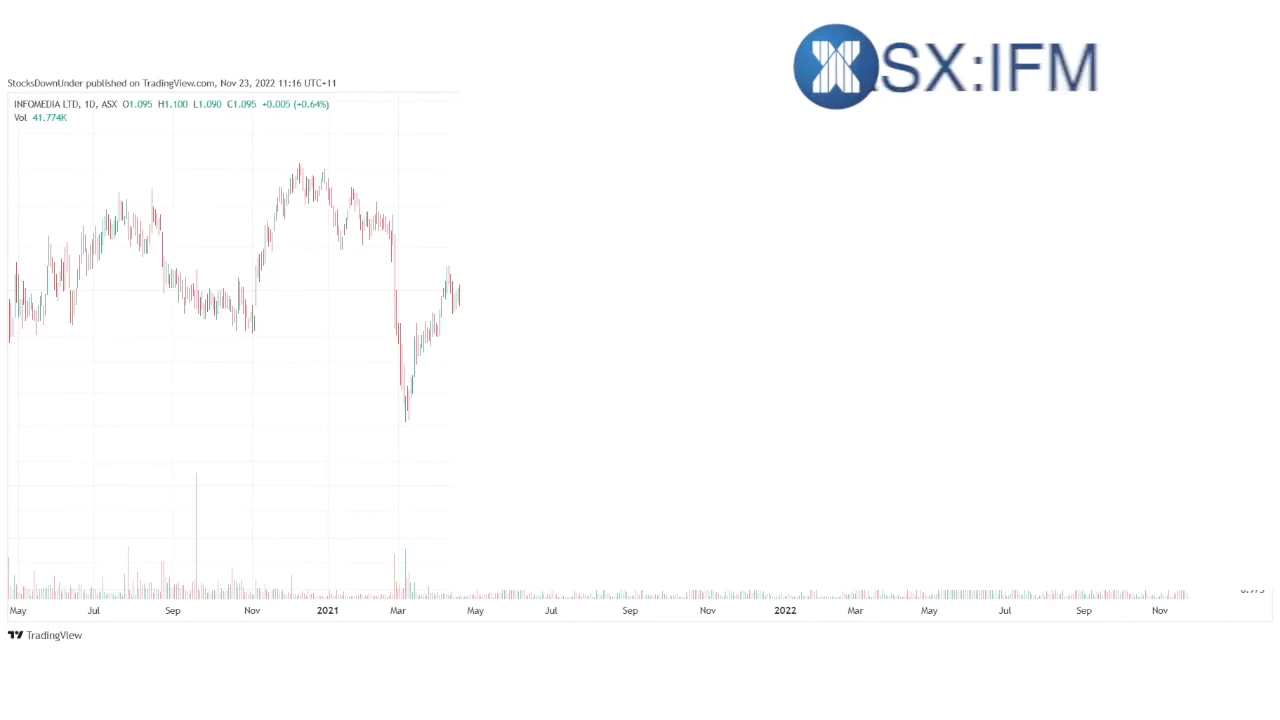 SX:IFM
StocksDownUnder published on TradingView.com, Nov 23, 2022 11:16 UTC+11
INFOMEDIA LTD, 1D, ASX O1.095 H1.100 L1.090 C1.095 +0.005 (+0.64%)
Vol 41.774K
May Jul Sep Nov 2021 Mar May Jul Sep Nov 2022 Mar May Jul Sep Nov
TradingView